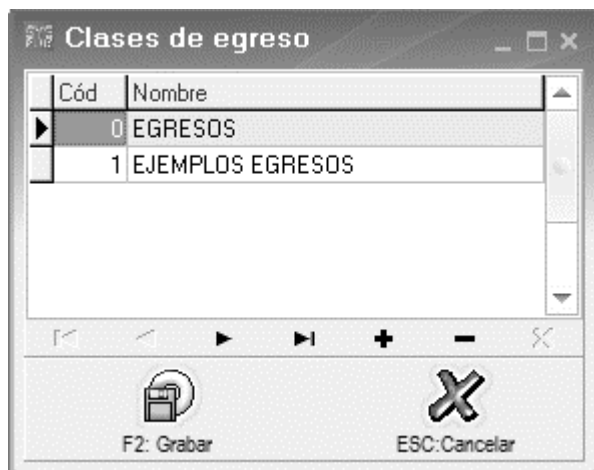 Clases de egreso
Cód Nombre
0 EGRESOS
1 EJEMPLOS EGRESOS
F2: Grabar ESC:Cancelar